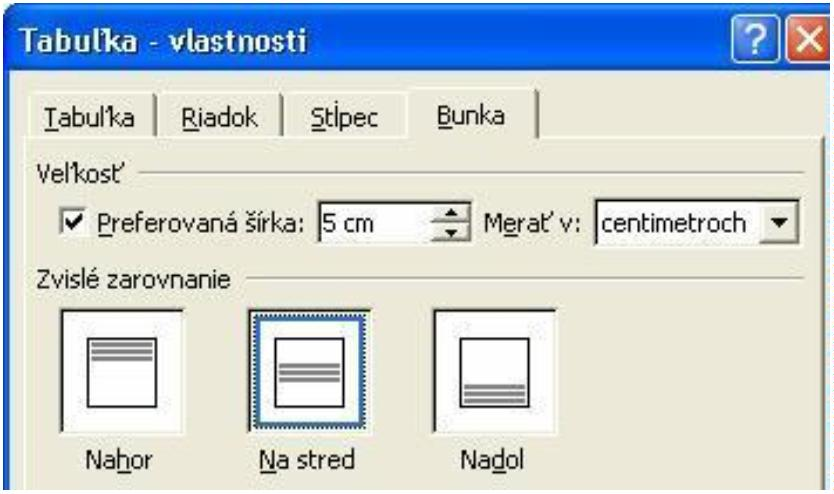 Tabuľka - vlastnosti
Tabuľka Riadok Stĺpec Bunka
Veľkosť
Preferovaná šírka: 5 cm Merať v: centimetroch
Zvislé zarovnanie
Nahor Na stred Nadol